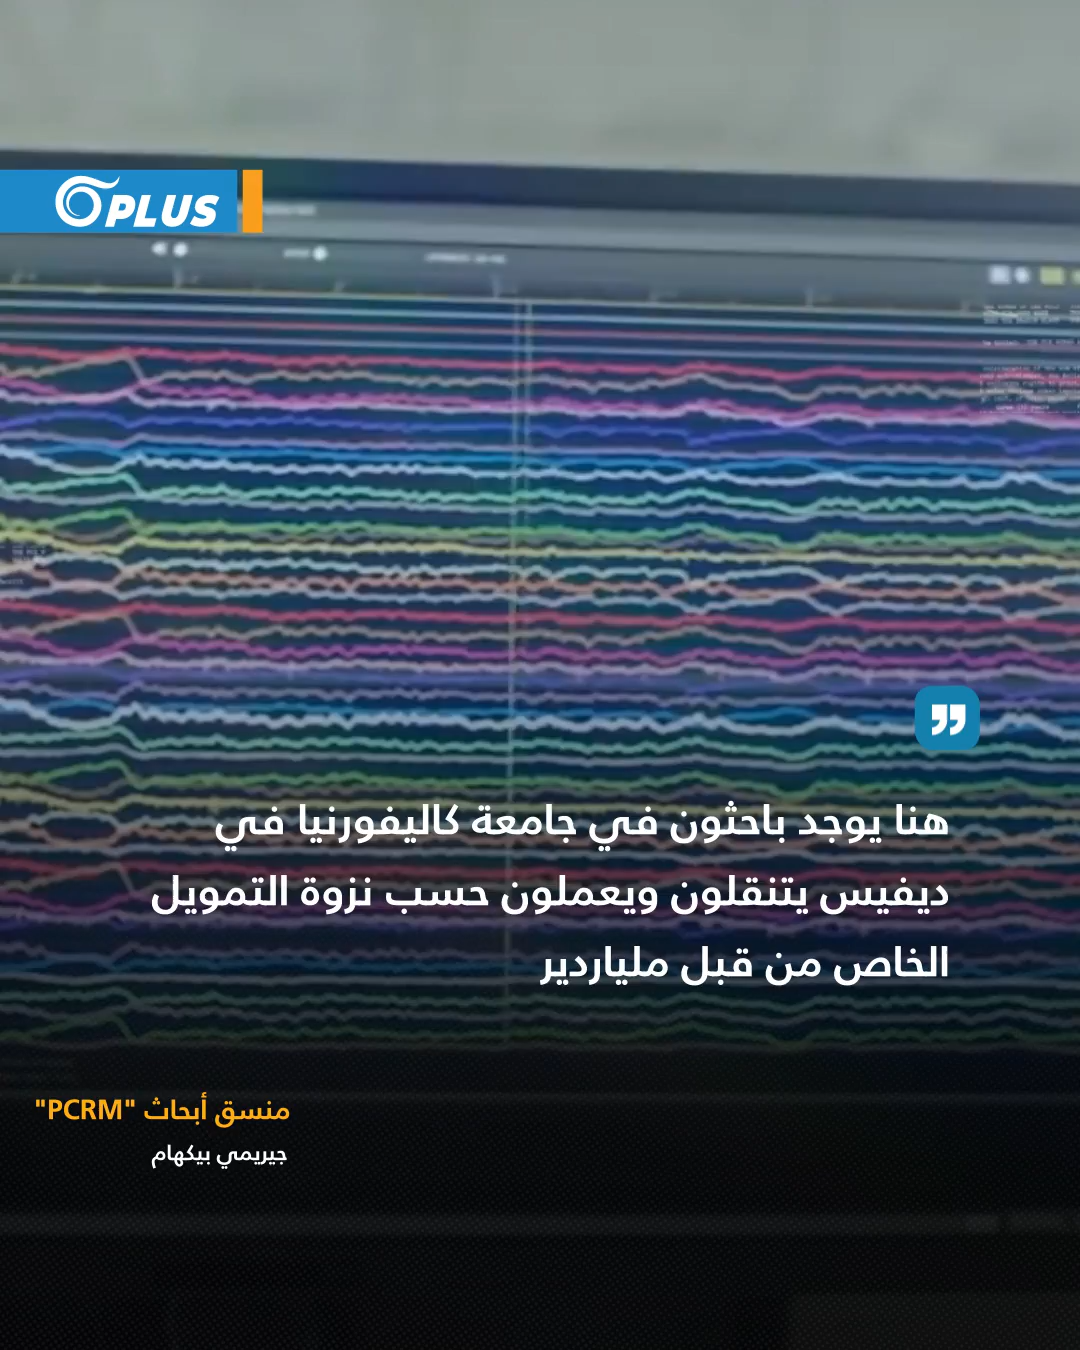 PLUS
هنا يوجد باحثون في جامعة كاليفورنيا في
ديفيس يتنقلون ويعملون حسب نزوة التمويل
الخاص من قبل ملياردير
منسق أبحاث "PCRM"
جيريمي بيكهام